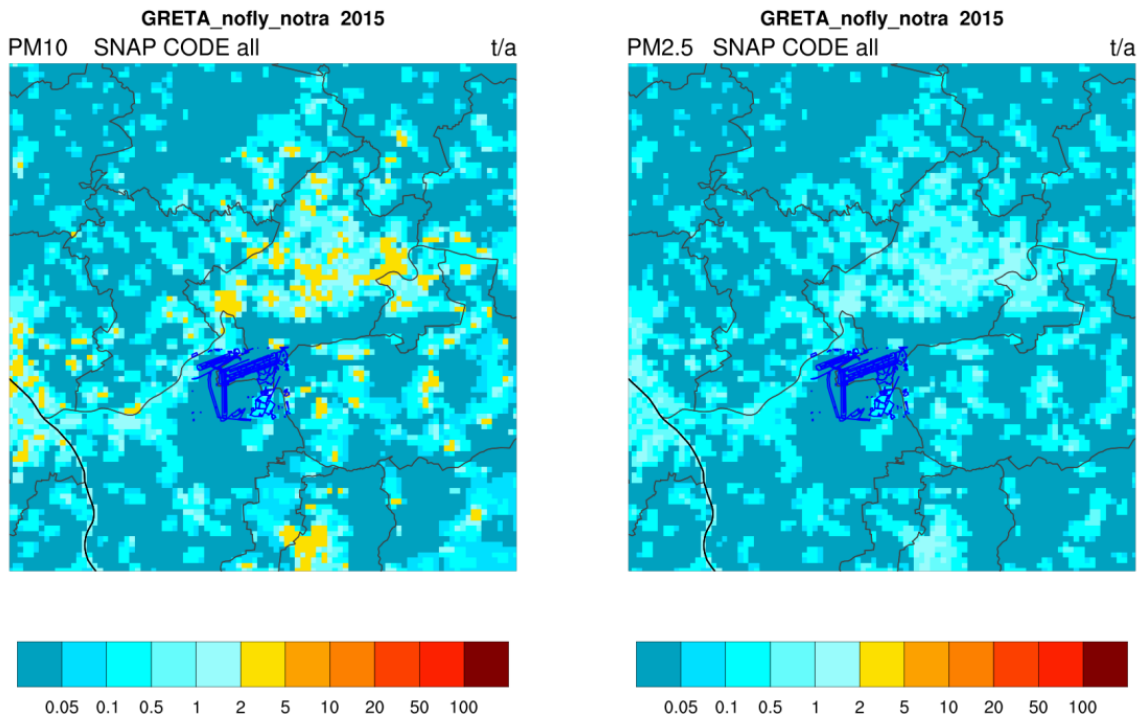 GRETA_nofly_notra 2015
PM10 SNAP CODE all t/a
0.05 0.1 0.5 1 2 5 10 20 50 100
GRETA_nofly_notra 2015
PM2.5 SNAP CODE all t/a
0.05 0.1 0.5 1 2 5 10 20 50 100